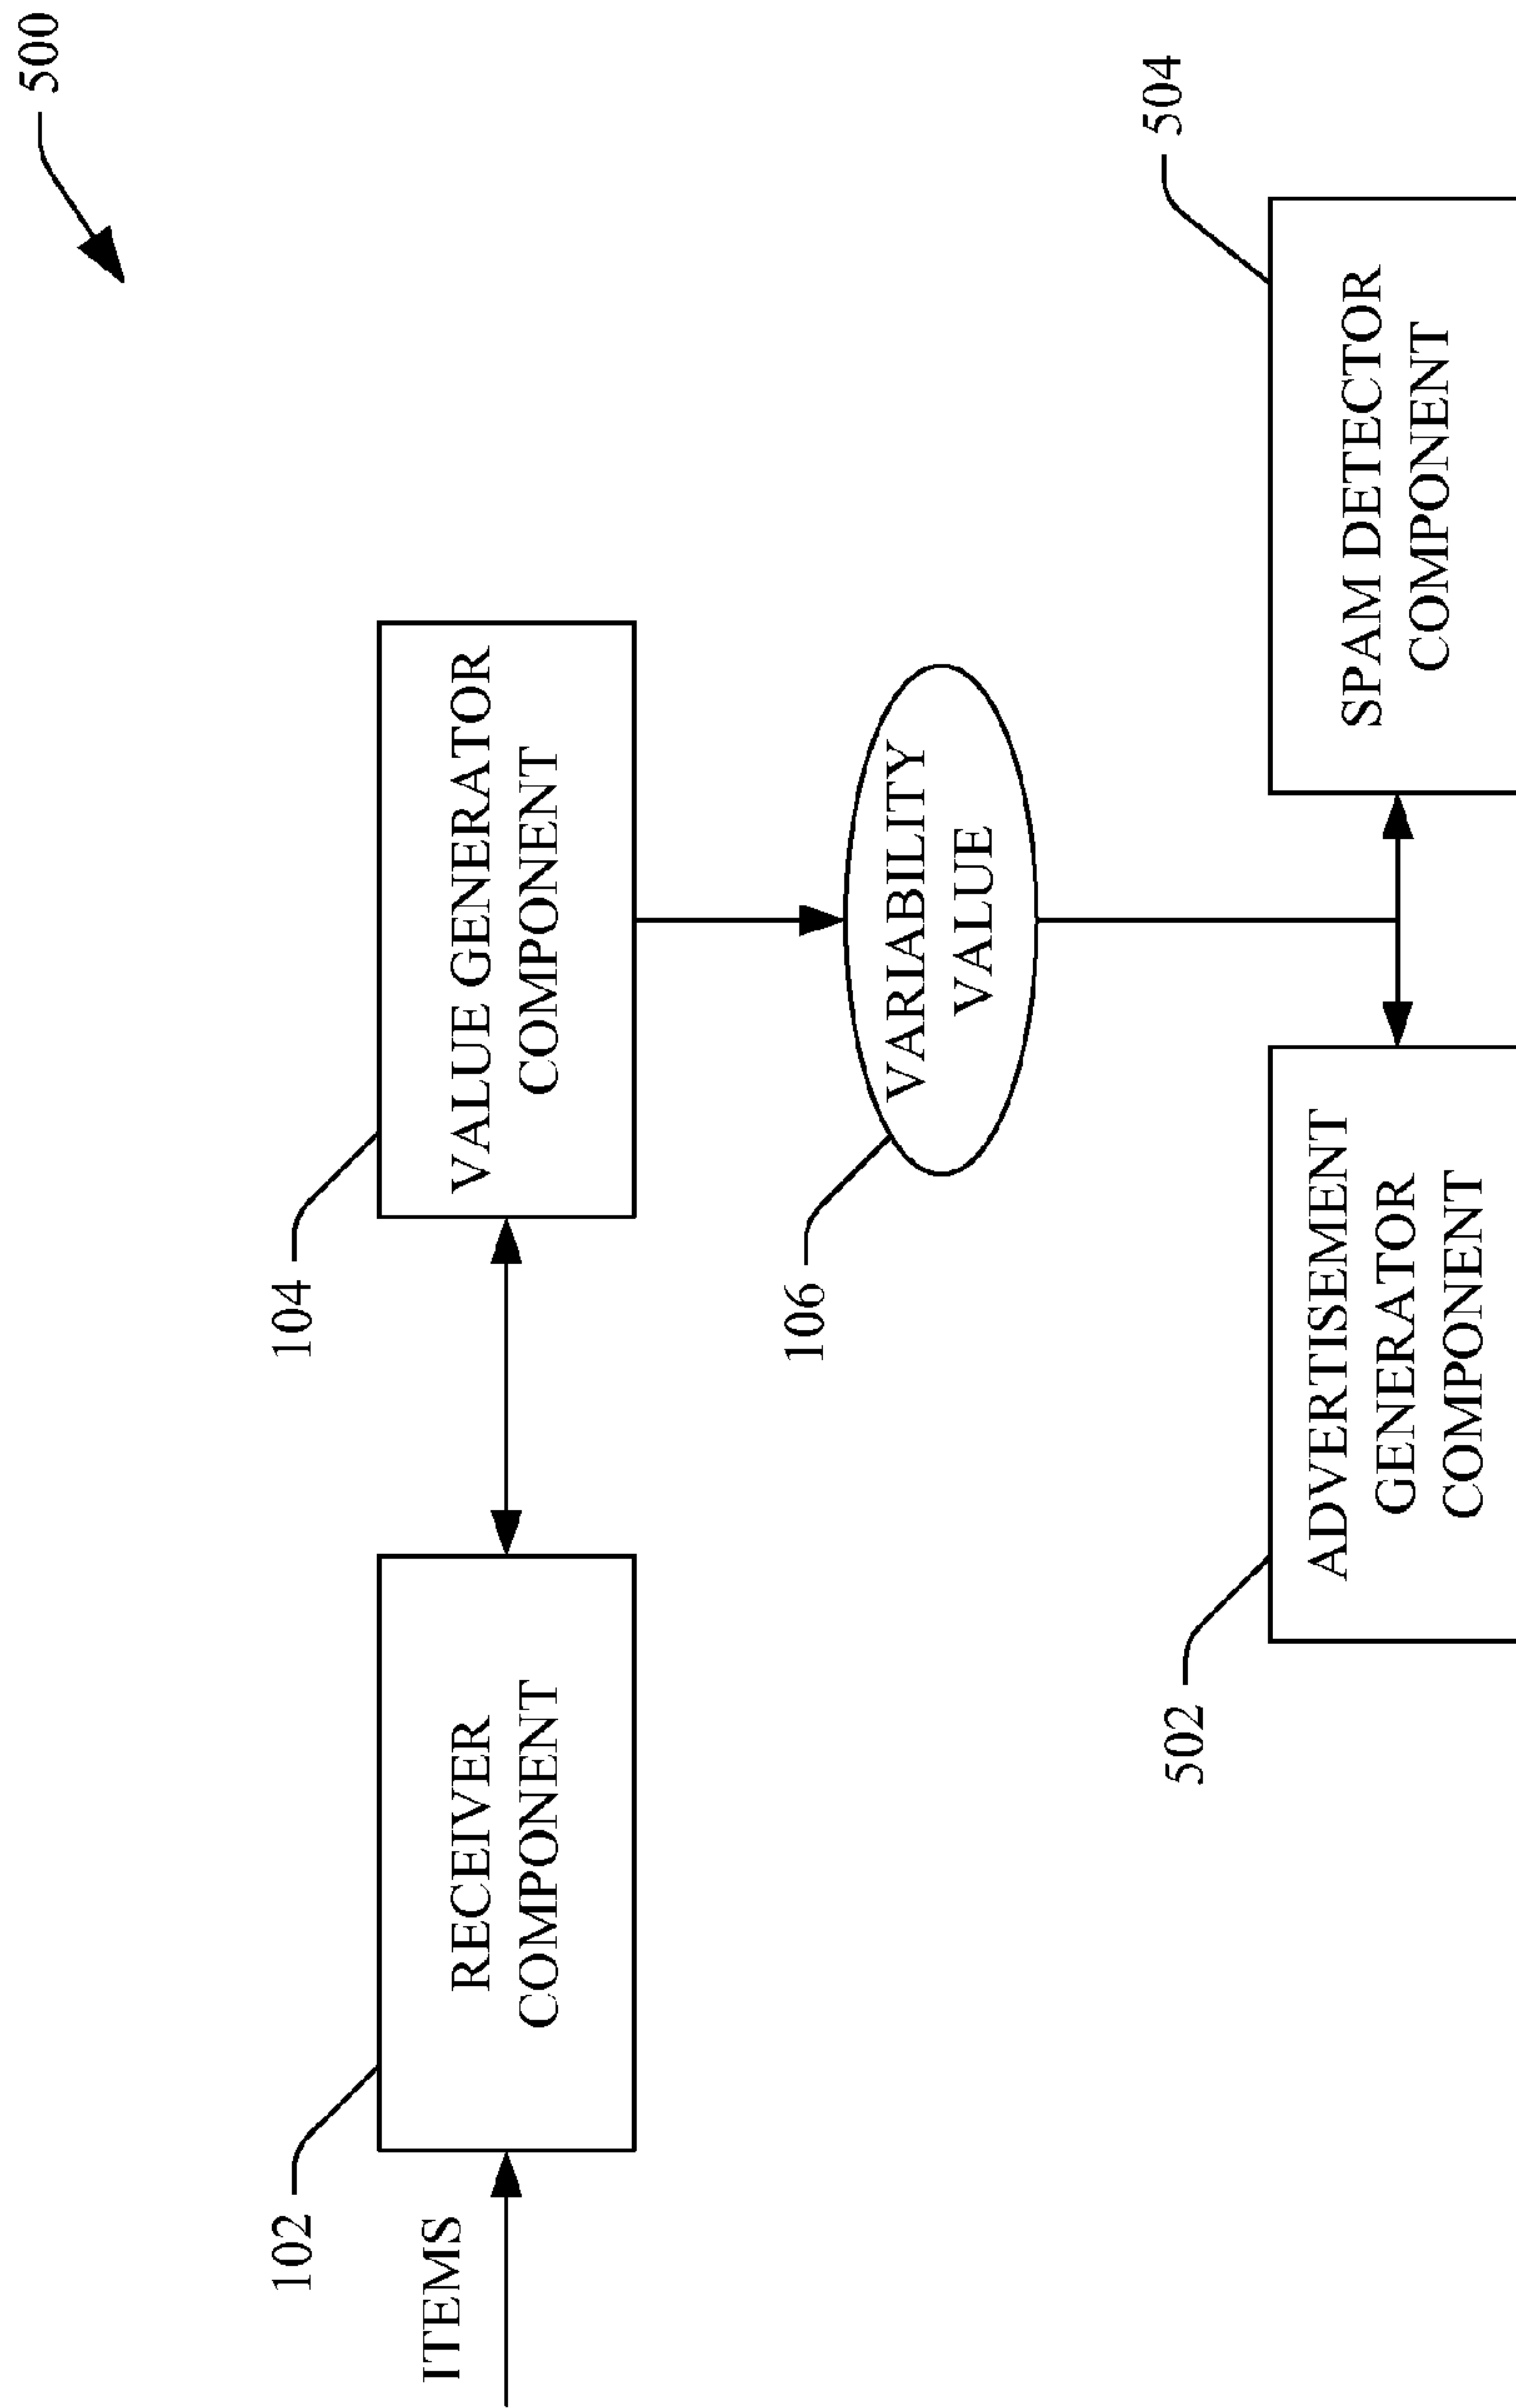 500
104
VALUE GENERATOR
COMPONENT
102
RECEIVER
COMPONENT
ITEMS
106
VARIABILITY
VALUE
504
SPAM DETECTOR
COMPONENT
502
ADVERTISEMENT
GENERATOR
COMPONENT